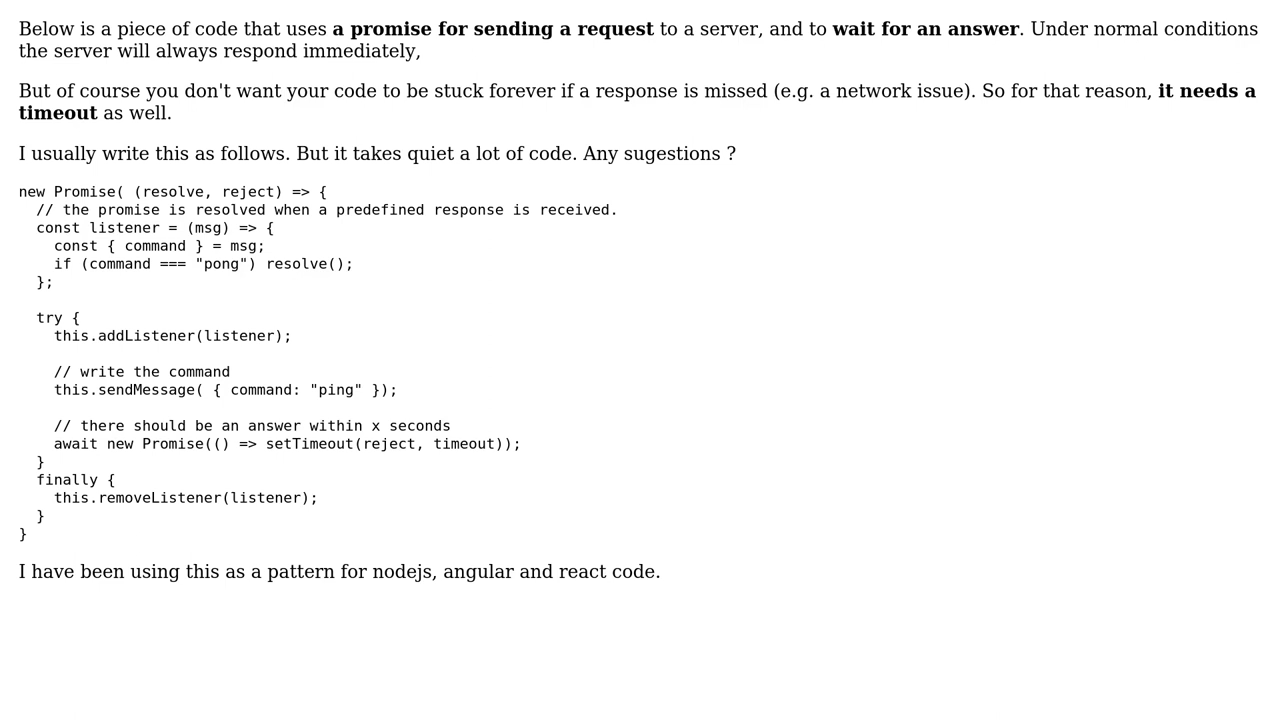 Below is a piece of code that uses a promise for sending a request to a server, and to wait for an answer. Under normal conditions
the server will always respond immediately,
But of course you don't want your code to be stuck forever if a response is missed (e.g. a network issue). So for that reason, it needs a
timeout as well.
I usually write this as follows. But it takes quiet a lot of code. Any sugestions ?
new Promise( (resolve, reject) => {
  // the promise is resolved when a predefined response is received.
  const listener = (msg) => {
    const { command } = msg;
    if (command === "pong") resolve();
  };
  try {
    this.addListener(listener);
    // write the command
    this.sendMessage( { command: "ping" });
    // there should be an answer within x seconds
    await new Promise(() => setTimeout(reject, timeout));
  }
  finally {
    this.removeListener(listener);
  }
}
I have been using this as a pattern for nodejs, angular and react code.